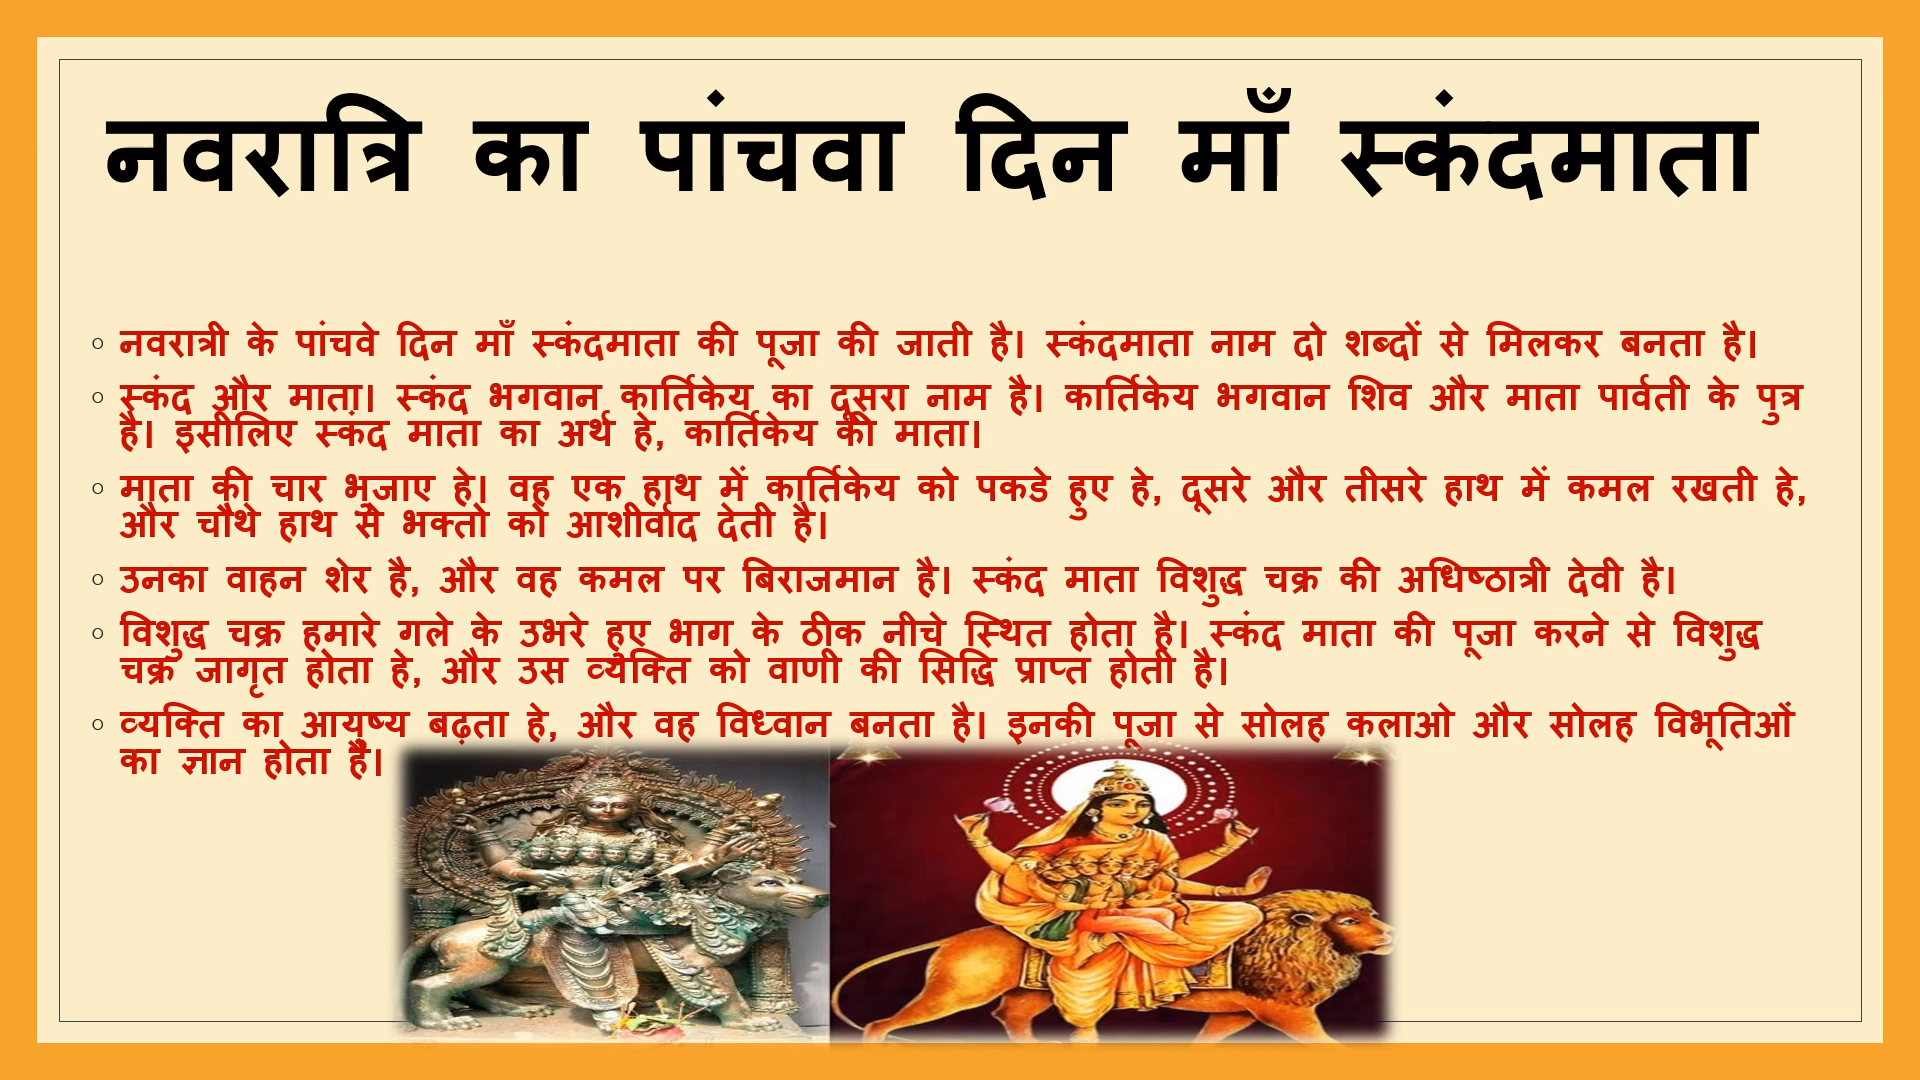 नवरात्रि का पांचवा दिन माँ स्कंदमाता
नवरात्री के पांचवे दिन माँ स्कंदमाता की पूजा की जाती है। स्कंदमाता नाम दो शब्दों से मिलकर बनता है।
स्कंद और माता। स्कंद भगवान कार्तिकेय का दूसरा नाम है। कार्तिकेय भगवान शिव और माता पार्वती के पुत्र
है। इसीलिए स्कंद माता का अर्थ हे, कार्तिकेय की माता।
माता की चार भुजाए हे। वह एक हाथ में कार्तिकेय को पकडे हुए हे, दूसरे और तीसरे हाथ में कमल रखती हे,
और चौथे हाथ से भक्तो को आशीर्वाद देती है।
उनका वाहन शेर है, और वह कमल पर बिराजमान है। स्कंद माता विशुद्ध चक्र की अधिष्ठात्री देवी है।
विशुद्ध चक्र हमारे गले के उभरे हुए भाग के ठीक नीचे स्थित होता है। स्कंद माता की पूजा करने से विशुद्ध
चक्र जागृत होता हे, और उस व्यक्ति को वाणी की सिद्धि प्राप्त होती है।
व्यक्ति का आयुष्य बढ़ता हे, और वह विध्वान बनता है। इनकी पूजा से सोलह कलाओ और सोलह विभूतिओं
का ज्ञान होता है।